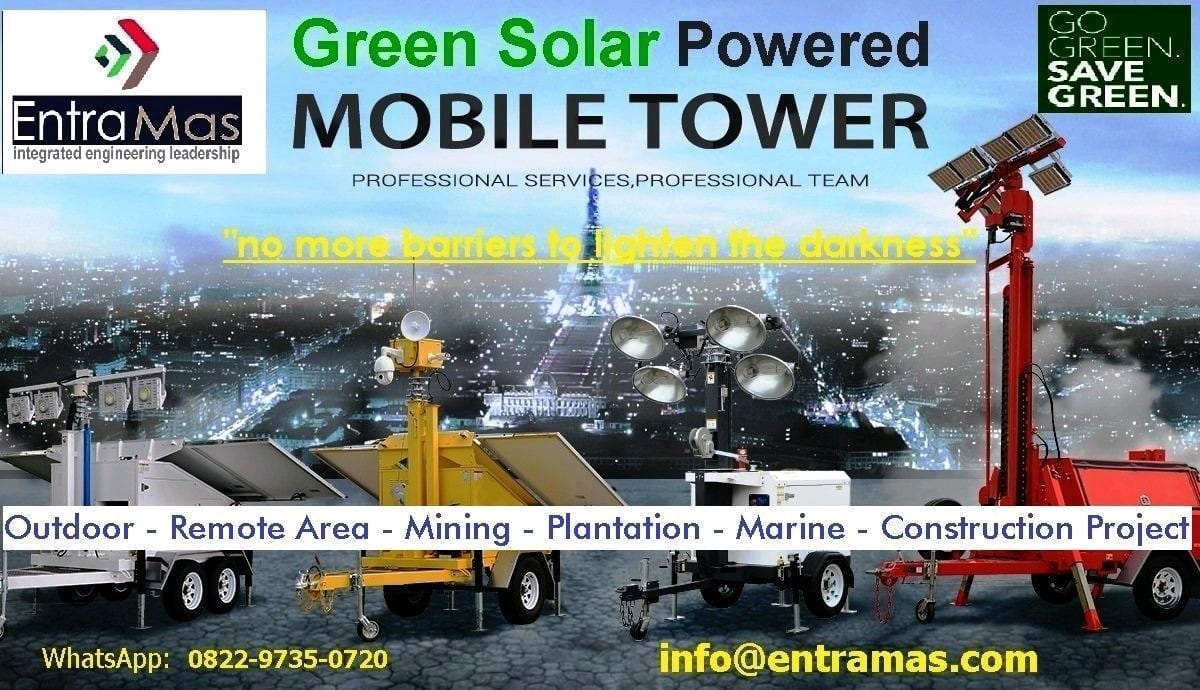 EntraMas
integrated engineering leadership
Green Solar Powered
MOBILE TOWER
PROFESSIONAL SERVICES,PROFESSIONAL TEAM
GO
GREEN.
SAVE
GREEN.
"no more barriers to lighten the darkness"
Outdoor - Remote Area - Mining - Plantation - Marine - Construction Project
WhatsApp: 0822-9735-0720
info@entramas.com